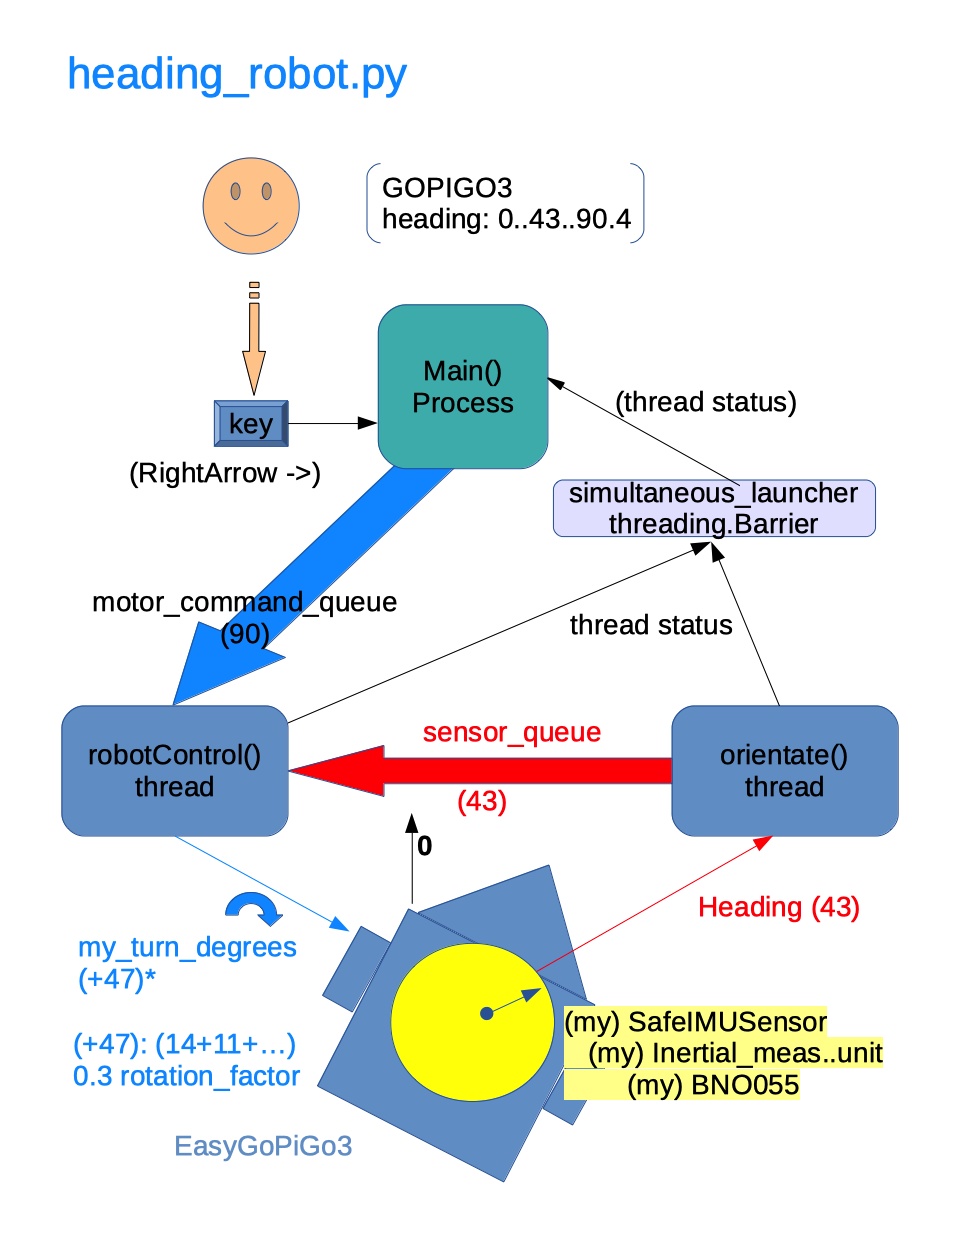 heading_robot.py
GOPIGO3
heading: 0..43..90.4
Main()
Process
key
(RightArrow ->)
(thread status)
simultaneous_launcher
threading.Barrier
motor_command_queue
(90)
thread status
robotControl()
thread
sensor_queue
(43)
orientate()
thread
0
Heading (43)
my_turn_degrees
(+47)*
(+47): (14+11+...)
0.3 rotation_factor
(my) SafeIMUSensor
(my) Inertial_meas..unit
(my) BNO055
EasyGoPiGo3